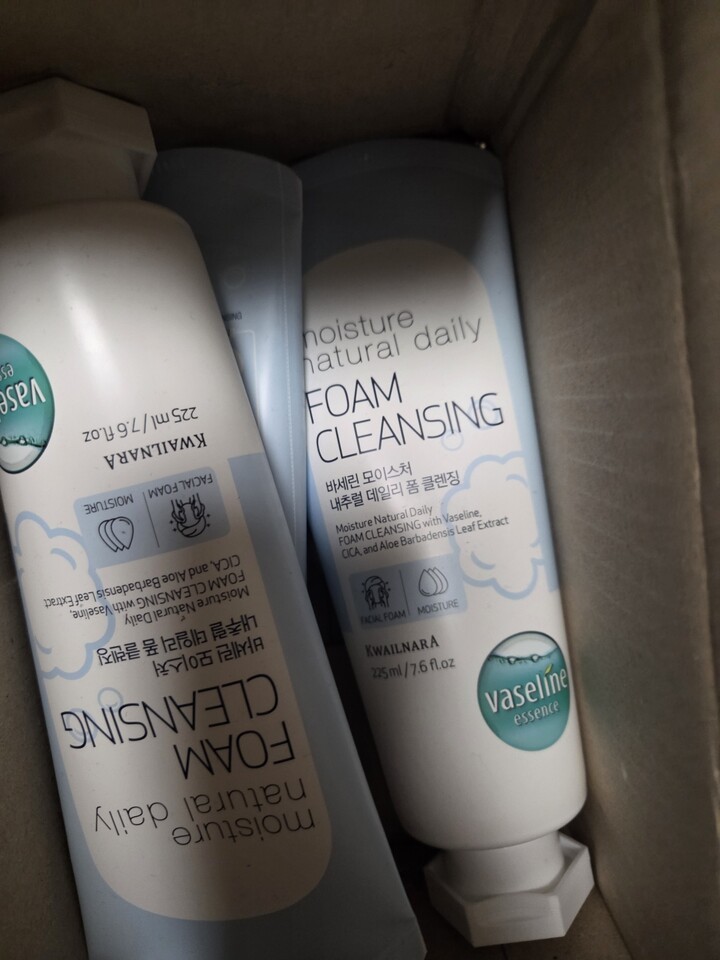 moisture
natural daily
FOAM
CLEANSING
바세린 모이스처
내추럴 데일리 폼 클렌징
Moisture Natural Daily
FOAM CLEANSING with Vaseline,
CICA, and Aloe Barbadensis Leaf Extract
FACIAL FOAM
MOISTURE
KWAILNARA
225 ml / 7.6 fl.oz
vaseline
essence
moisture
natural daily
FOAM
CLEANSING
바세린 모이스처
내추럴 데일리 폼 클렌징
Moisture Natural Daily
FOAM CLEANSING with Vaseline,
CICA, and Aloe Barbadensis Leaf Extract
FACIAL FOAM
MOISTURE
KWAILNARA
225 ml / 7.6 fl.oz
vase
esse